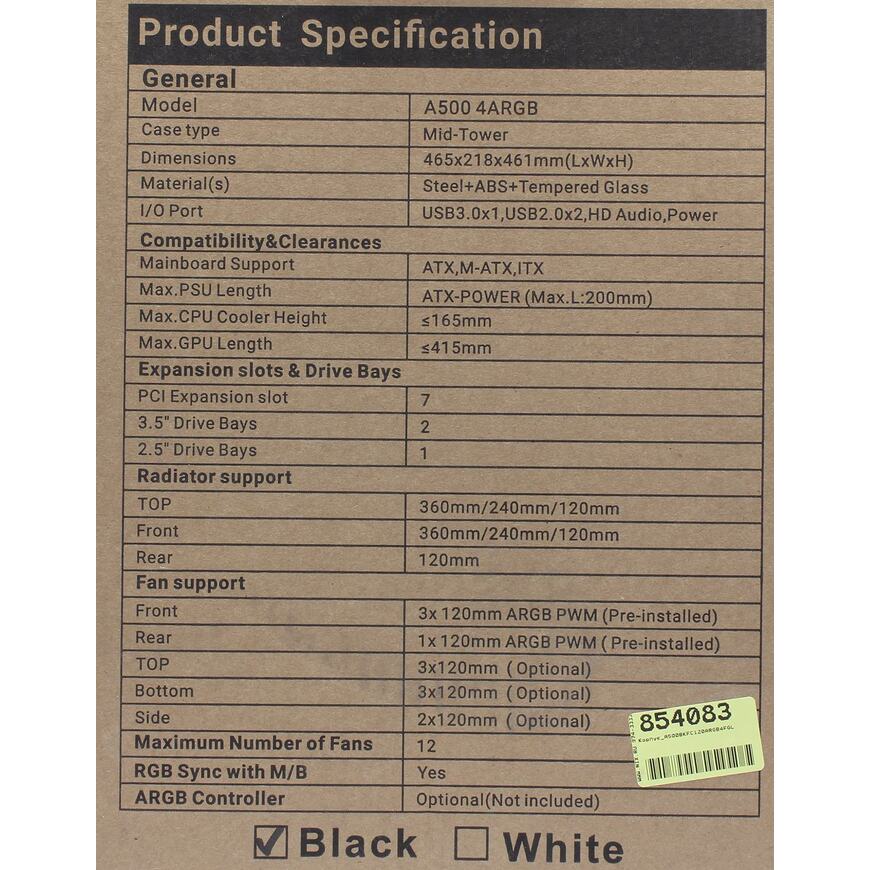 Product Specification
General
Model A500 4ARGB
Case type Mid-Tower
Dimensions 465x218x461mm(LxWxH)
Material(s) Steel+ABS+Tempered Glass
I/O Port USB3.0x1,USB2.0x2,HD Audio,Power
Compatibility&Clearances
Mainboard Support ATX,M-ATX,ITX
Max.PSU Length ATX-POWER (Max.L:200mm)
Max.CPU Cooler Height ≤165mm
Max.GPU Length ≤415mm
Expansion slots & Drive Bays
PCI Expansion slot 7
3.5" Drive Bays 2
2.5" Drive Bays 1
Radiator support
TOP 360mm/240mm/120mm
Front 360mm/240mm/120mm
Rear 120mm
Fan support
Front 3x 120mm ARGB PWM (Pre-installed)
Rear 1x 120mm ARGB PWM ( Pre-installed)
TOP 3x120mm ( Optional)
Bottom 3x120mm ( Optional)
Side 2x120mm ( Optional)
Maximum Number of Fans 12
RGB Sync with M/B Yes
ARGB Controller Optional(Not included)
854083
Black White